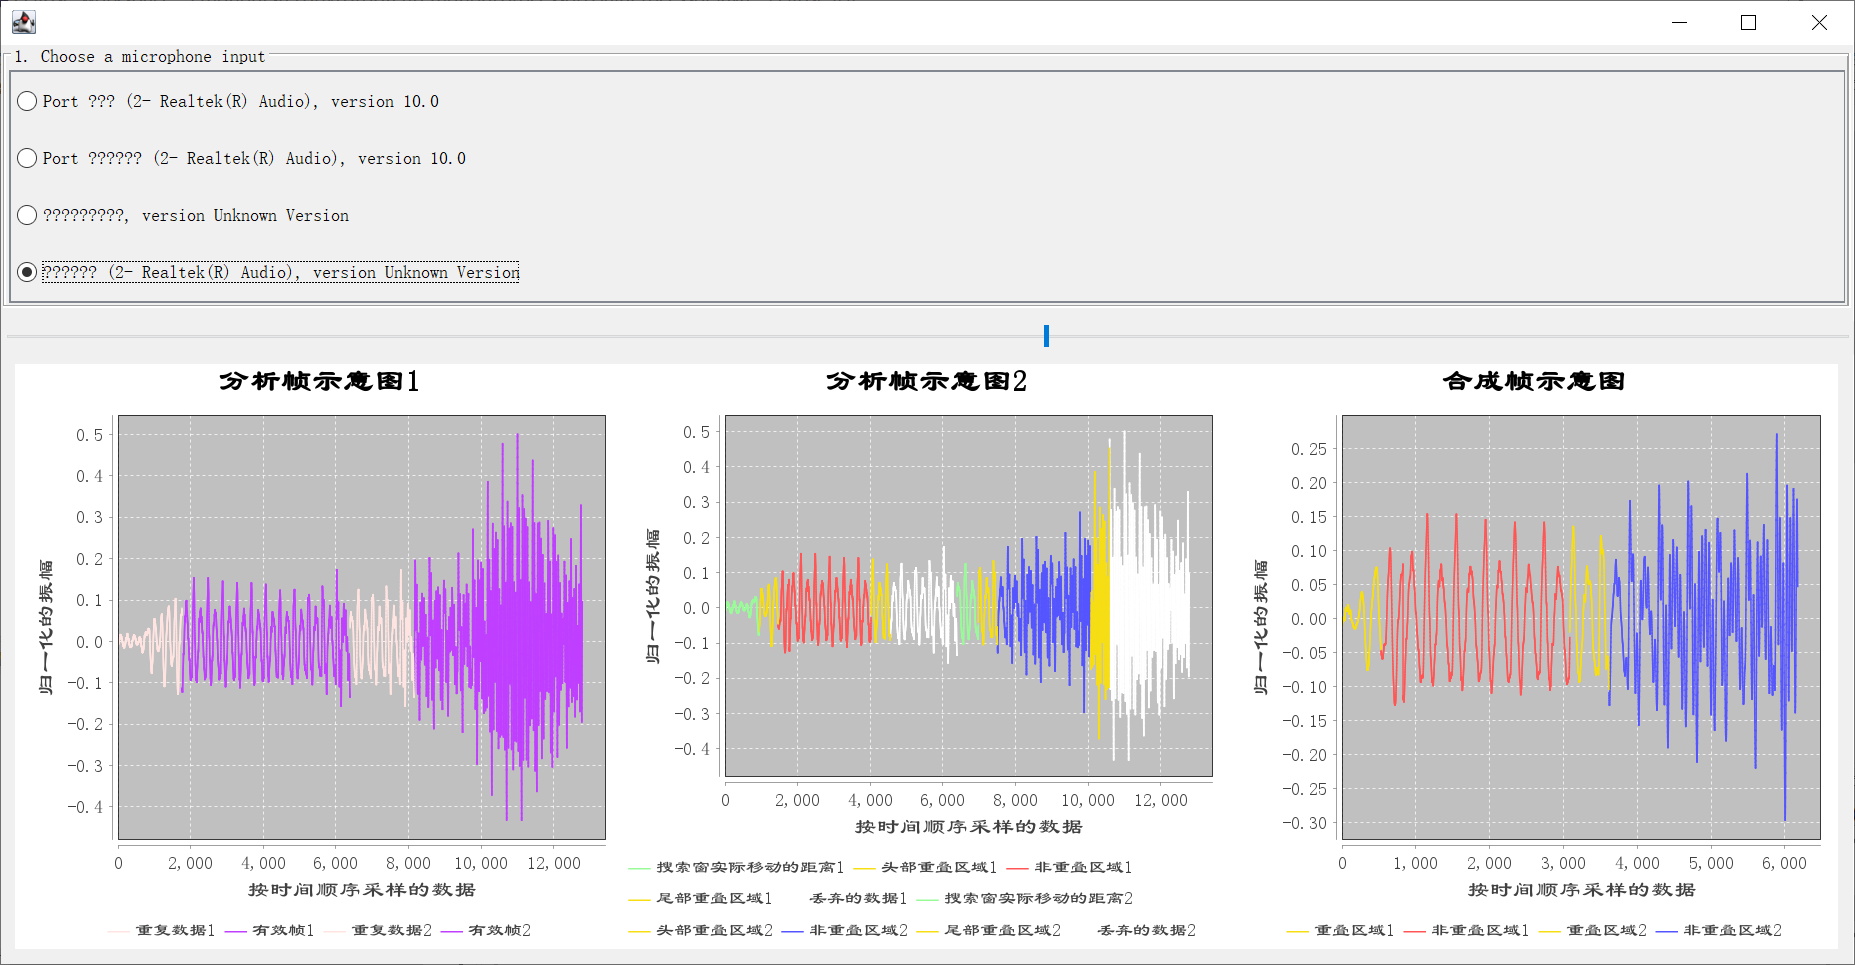 1. Choose a microphone input
Port ??? (2- Realtek(R) Audio), version 10.0
Port ?????? (2- Realtek(R) Audio), version 10.0
?????????, version Unknown Version
?????? (2- Realtek(R) Audio), version Unknown Version
分析帧示意图1
归一化的振幅
0.5
0.4
0.3
0.2
0.1
0.0
-0.1
-0.2
-0.3
-0.4
0 2,000 4,000 6,000 8,000 10,000 12,000
按时间顺序采样的数据
重复数据1 有效帧1 重复数据2 有效帧2
分析帧示意图2
归一化的振幅
0.5
0.4
0.3
0.2
0.1
0.0
-0.1
-0.2
-0.3
-0.4
0 2,000 4,000 6,000 8,000 10,000 12,000
按时间顺序采样的数据
搜索窗实际移动的距离1 头部重叠区域1 非重叠区域1
尾部重叠区域1 丢弃的数据1 搜索窗实际移动的距离2
头部重叠区域2 非重叠区域2 尾部重叠区域2 丢弃的数据2
合成帧示意图
归一化的振幅
0.25
0.20
0.15
0.10
0.05
0.00
-0.05
-0.10
-0.15
-0.20
-0.25
-0.30
0 1,000 2,000 3,000 4,000 5,000 6,000
按时间顺序采样的数据
重叠区域1 非重叠区域1 重叠区域2 非重叠区域2